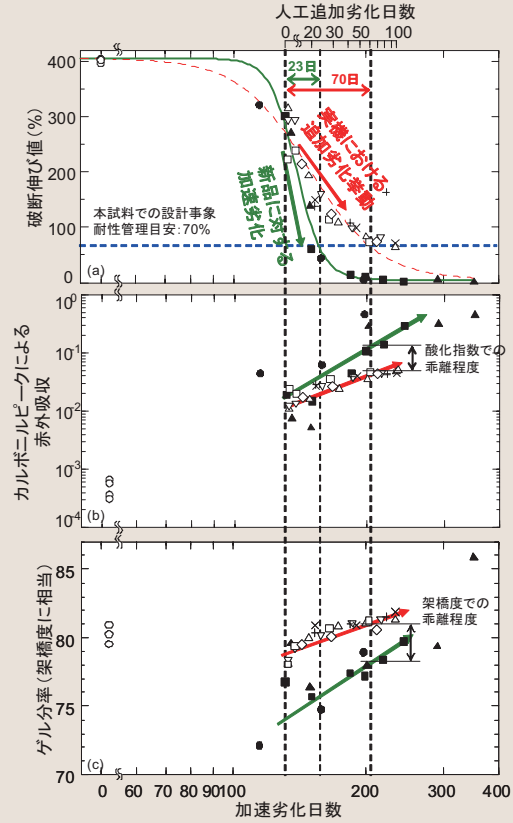 人工追加劣化日数
0 20 30 50 100
23日
70日
400
300
200
100
0
破断伸び値(%)
実機における
追加劣化挙動
新品に対する
加速劣化
本試料での設計事象
耐性管理目安:70%
(a)
10⁰
10⁻¹
10⁻²
10⁻³
10⁻⁴
カルボニルピークによる
赤外吸収
酸化指数での
乖離程度
(b)
85
80
75
70
ゲル分率(架橋度に相当)
架橋度での
乖離程度
(c)
0 70 80 90 100 200 300 400
加速劣化日数